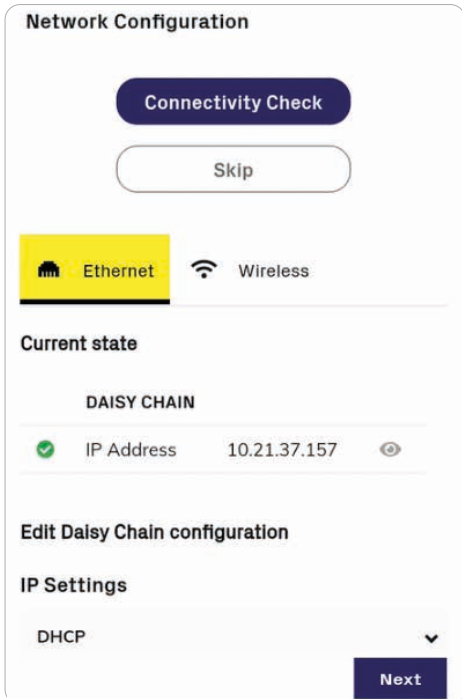 Network Configuration
Connectivity Check
Skip
Ethernet Wireless
Current state
DAISY CHAIN
IP Address 10.21.37.157
Edit Daisy Chain configuration
IP Settings
DHCP
Next